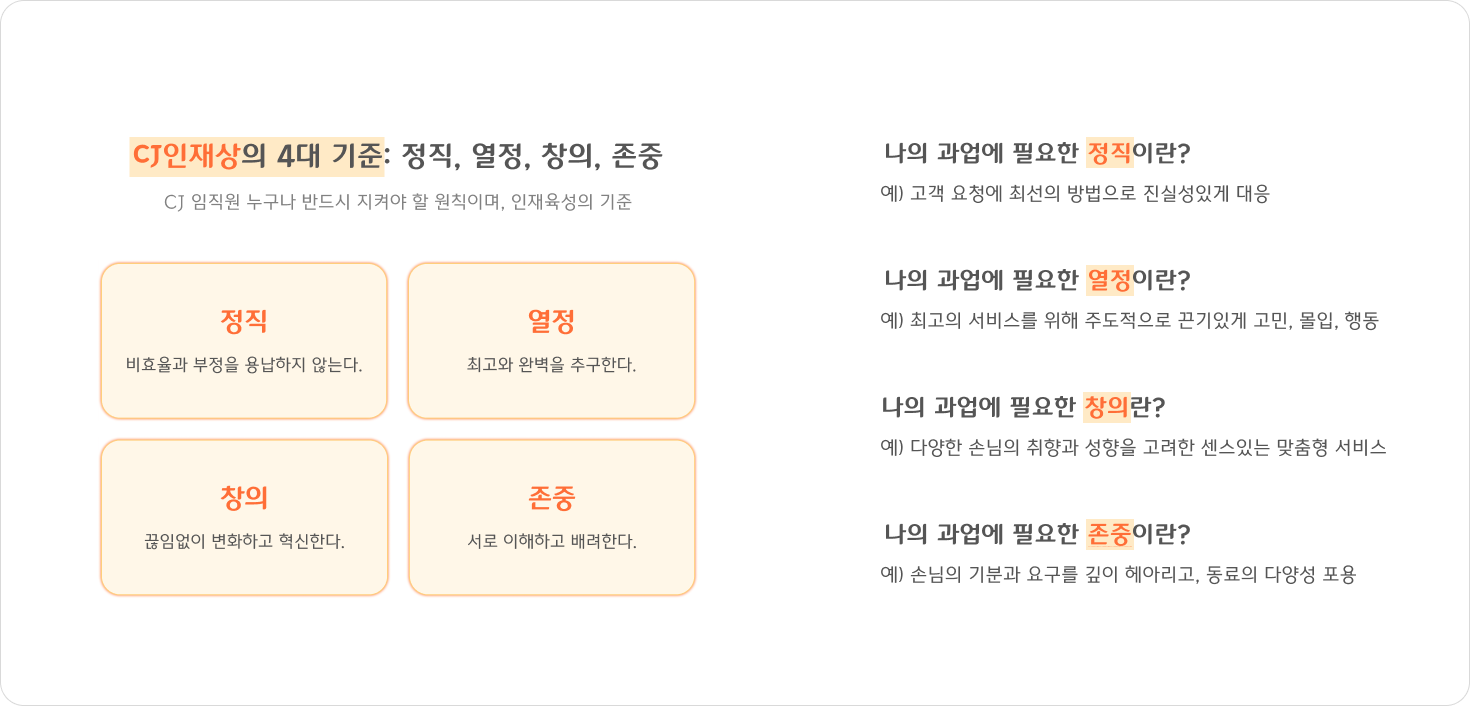 CJ인재상의 4대 기준: 정직, 열정, 창의, 존중
CJ 임직원 누구나 반드시 지켜야 할 원칙이며, 인재육성의 기준
정직
비효율과 부정을 용납하지 않는다.
열정
최고와 완벽을 추구한다.
창의
끊임없이 변화하고 혁신한다.
존중
서로 이해하고 배려한다.
나의 과업에 필요한 정직이란?
예) 고객 요청에 최선의 방법으로 진실성있게 대응
나의 과업에 필요한 열정이란?
예) 최고의 서비스를 위해 주도적으로 끈기있게 고민, 몰입, 행동
나의 과업에 필요한 창의란?
예) 다양한 손님의 취향과 성향을 고려한 센스있는 맞춤형 서비스
나의 과업에 필요한 존중이란?
예) 손님의 기분과 요구를 깊이 헤아리고, 동료의 다양성 포용